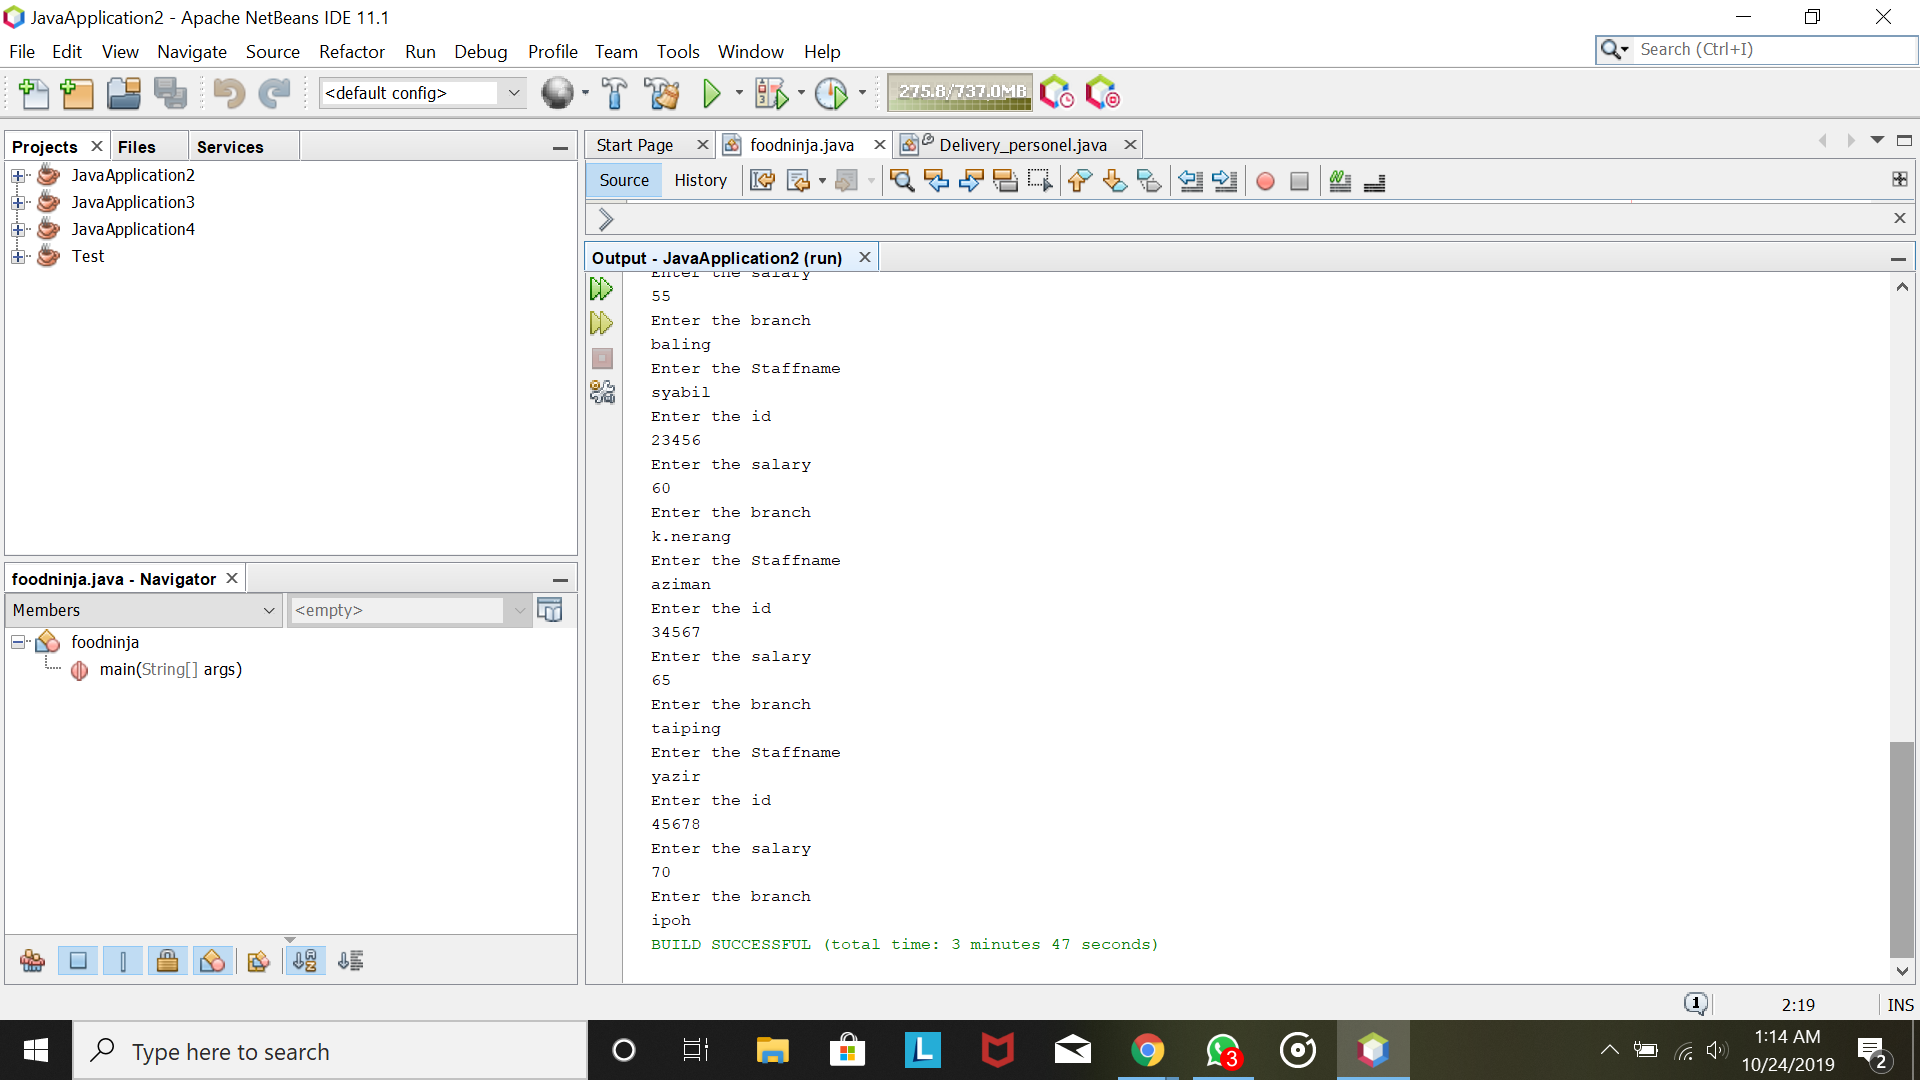 JavaApplication2 - Apache NetBeans IDE 11.1
File Edit View Navigate Source Refactor Run Debug Profile Team Tools Window Help
Search (Ctrl+I)
<default config>
275.8/737.0MB
Projects Files Services
JavaApplication2
JavaApplication3
JavaApplication4
Test
foodninja.java - Navigator
Members <empty>
foodninja
main(String[] args)
Start Page foodninja.java Delivery_personel.java
Source History
Output - JavaApplication2 (run)
Enter the salary
55
Enter the branch
baling
Enter the Staffname
syabil
Enter the id
23456
Enter the salary
60
Enter the branch
k.nerang
Enter the Staffname
aziman
Enter the id
34567
Enter the salary
65
Enter the branch
taiping
Enter the Staffname
yazir
Enter the id
45678
Enter the salary
70
Enter the branch
ipoh
BUILD SUCCESSFUL (total time: 3 minutes 47 seconds)
1 2:19 INS
Type here to search
L
3
1:14 AM
10/24/2019
2